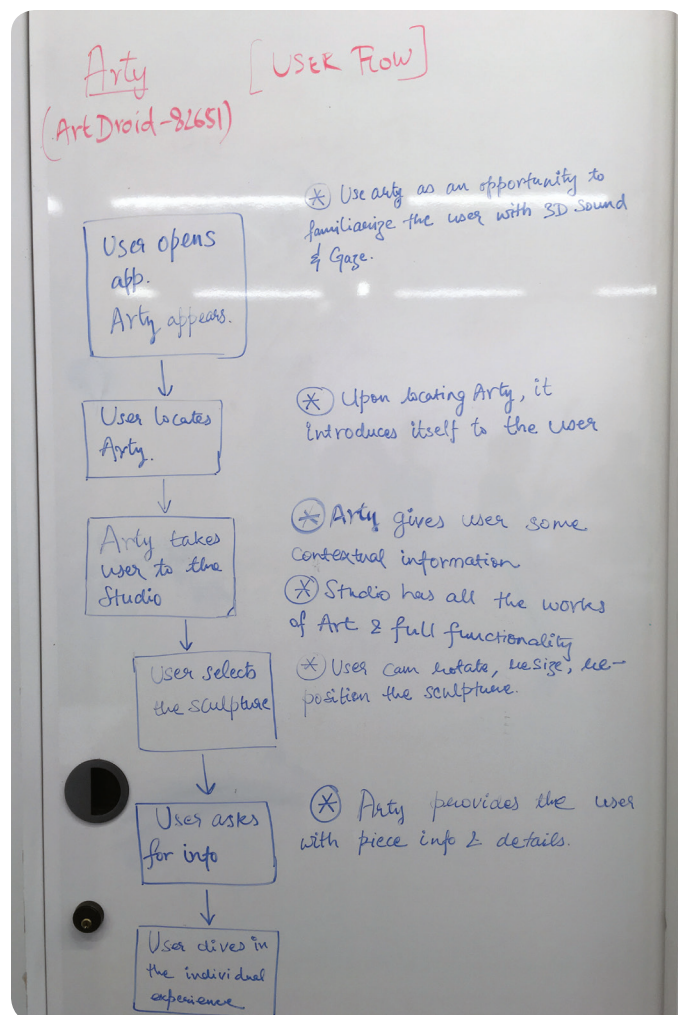 Arty [USER FLOW]
(ArtDroid-82651)
* Use arty as an opportunity to
familiarize the user with 3D Sound
& Gaze.
User opens
app.
Arty appears.
* Upon locating Arty, it
introduces itself to the user
User locates
Arty.
* Arty gives user some
contextual information
Arty takes
user to the
Studio
* Studio has all the works
of Art & full functionality
* User can rotate, resize, re-
position the sculpture.
User selects
the sculpture
* Arty provides the user
with piece info & details.
User asks
for info
User dives in
the individual
experience